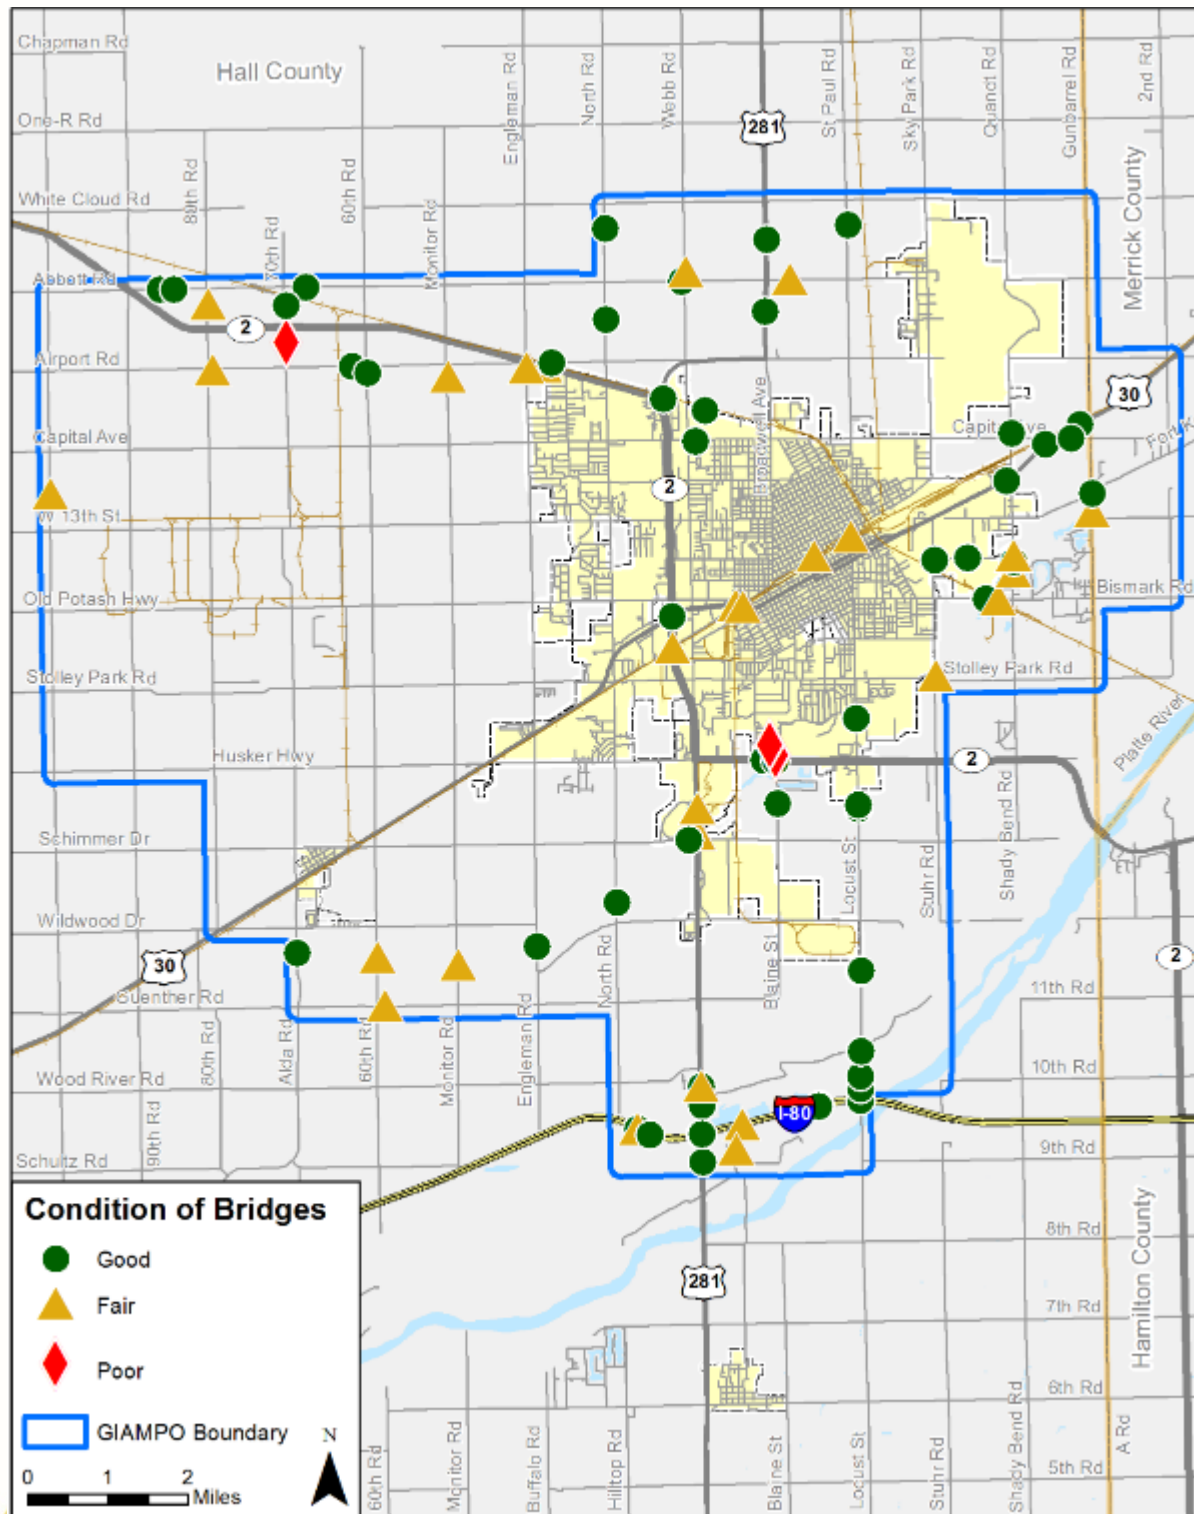 Chapman Rd
Hall County
Engleman Rd
North Rd
Webb Rd
St Paul Rd
Sky Park Rd
Quandt Rd
Gunbarrel Rd
2nd Rd
281
One-R Rd
White Cloud Rd
80th Rd
70th Rd
60th Rd
Monitor Rd
Merrick County
Abbott Rd
2
Airport Rd
30
Capital Ave
Broadwell Ave
Capital Ave
2
W 13th St
Old Potash Hwy
Bismark Rd
Stolley Park Rd
Stolley Park Rd
Platte River
Husker Hwy
2
Schimmer Dr
Locust St
Stuhr Rd
Shady Bend Rd
Wildwood Dr
30
North Rd
Blaine St
2
Guenther Rd
11th Rd
80th Rd
Alda Rd
60th Rd
Monitor Rd
Engleman Rd
Wood River Rd
10th Rd
90th Rd
I-80
Schultz Rd
9th Rd
Condition of Bridges
Good
Fair
Poor
GIAMPO Boundary
N
0 1 2
Miles
8th Rd
Hamilton County
281
7th Rd
6th Rd
5th Rd
60th Rd
Monitor Rd
Buffalo Rd
Hilltop Rd
Blaine St
Locust St
Stuhr Rd
Shady Bend Rd
A Rd